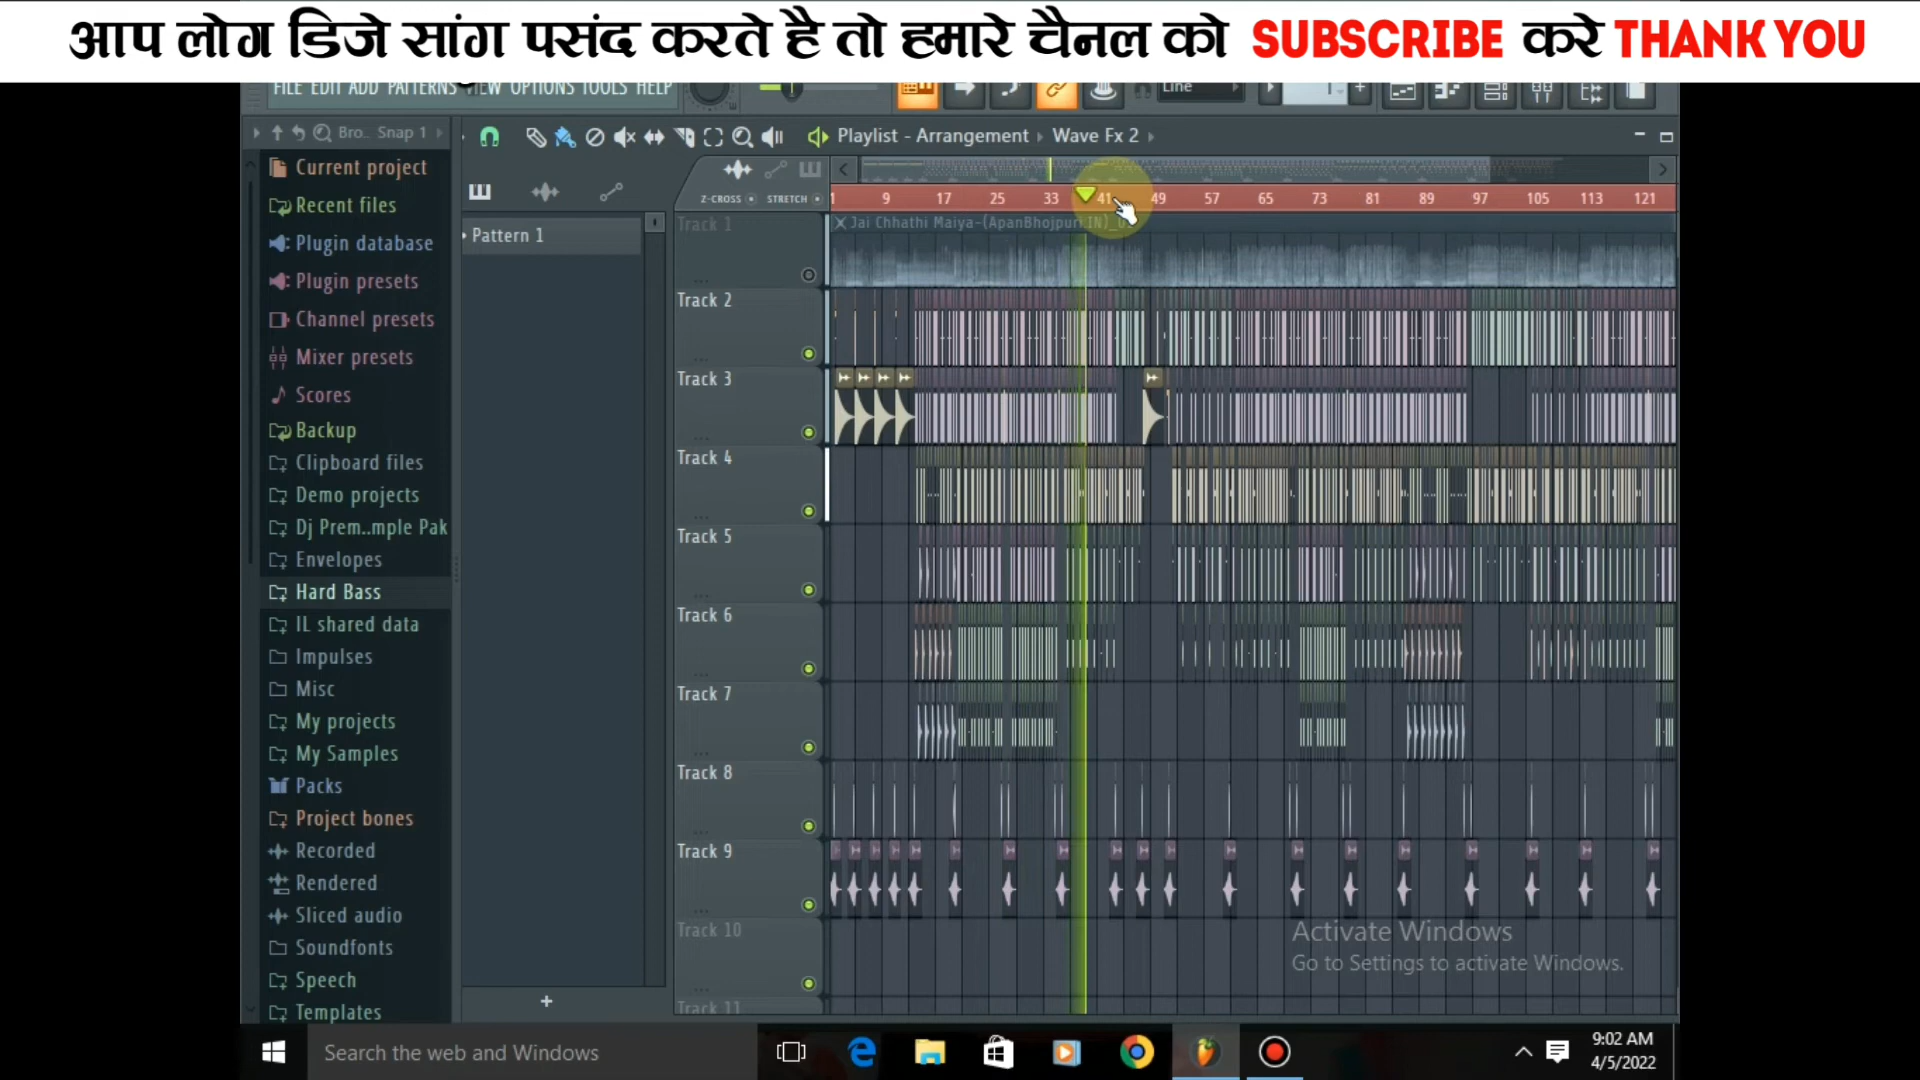 आप लोग डिजे सांग पसंद करते है तो हमारे चैनल को SUBSCRIBE करे THANK YOU
FILE EDIT ADD PATTERNS VIEW OPTIONS TOOLS HELP
Line
1
Bro.. Snap 1
Playlist - Arrangement Wave Fx 2
Z-CROSS STRETCH
1 9 17 25 33 41 49 57 65 73 81 89 97 105 113 121
Current project
Recent files
Plugin database
Plugin presets
Channel presets
Mixer presets
Scores
Backup
Clipboard files
Demo projects
Dj Prem..mple Pak
Envelopes
Hard Bass
IL shared data
Impulses
Misc
My projects
My Samples
Packs
Project bones
Recorded
Rendered
Sliced audio
Soundfonts
Speech
Templates
Pattern 1
+
Track 1
Jai Chhathi Maiya-(ApanBhojpuri.IN)_
Track 2
Track 3
Track 4
Track 5
Track 6
Track 7
Track 8
Track 9
Track 10
Track 11
Activate Windows
Go to Settings to activate Windows.
Search the web and Windows
9:02 AM
4/5/2022